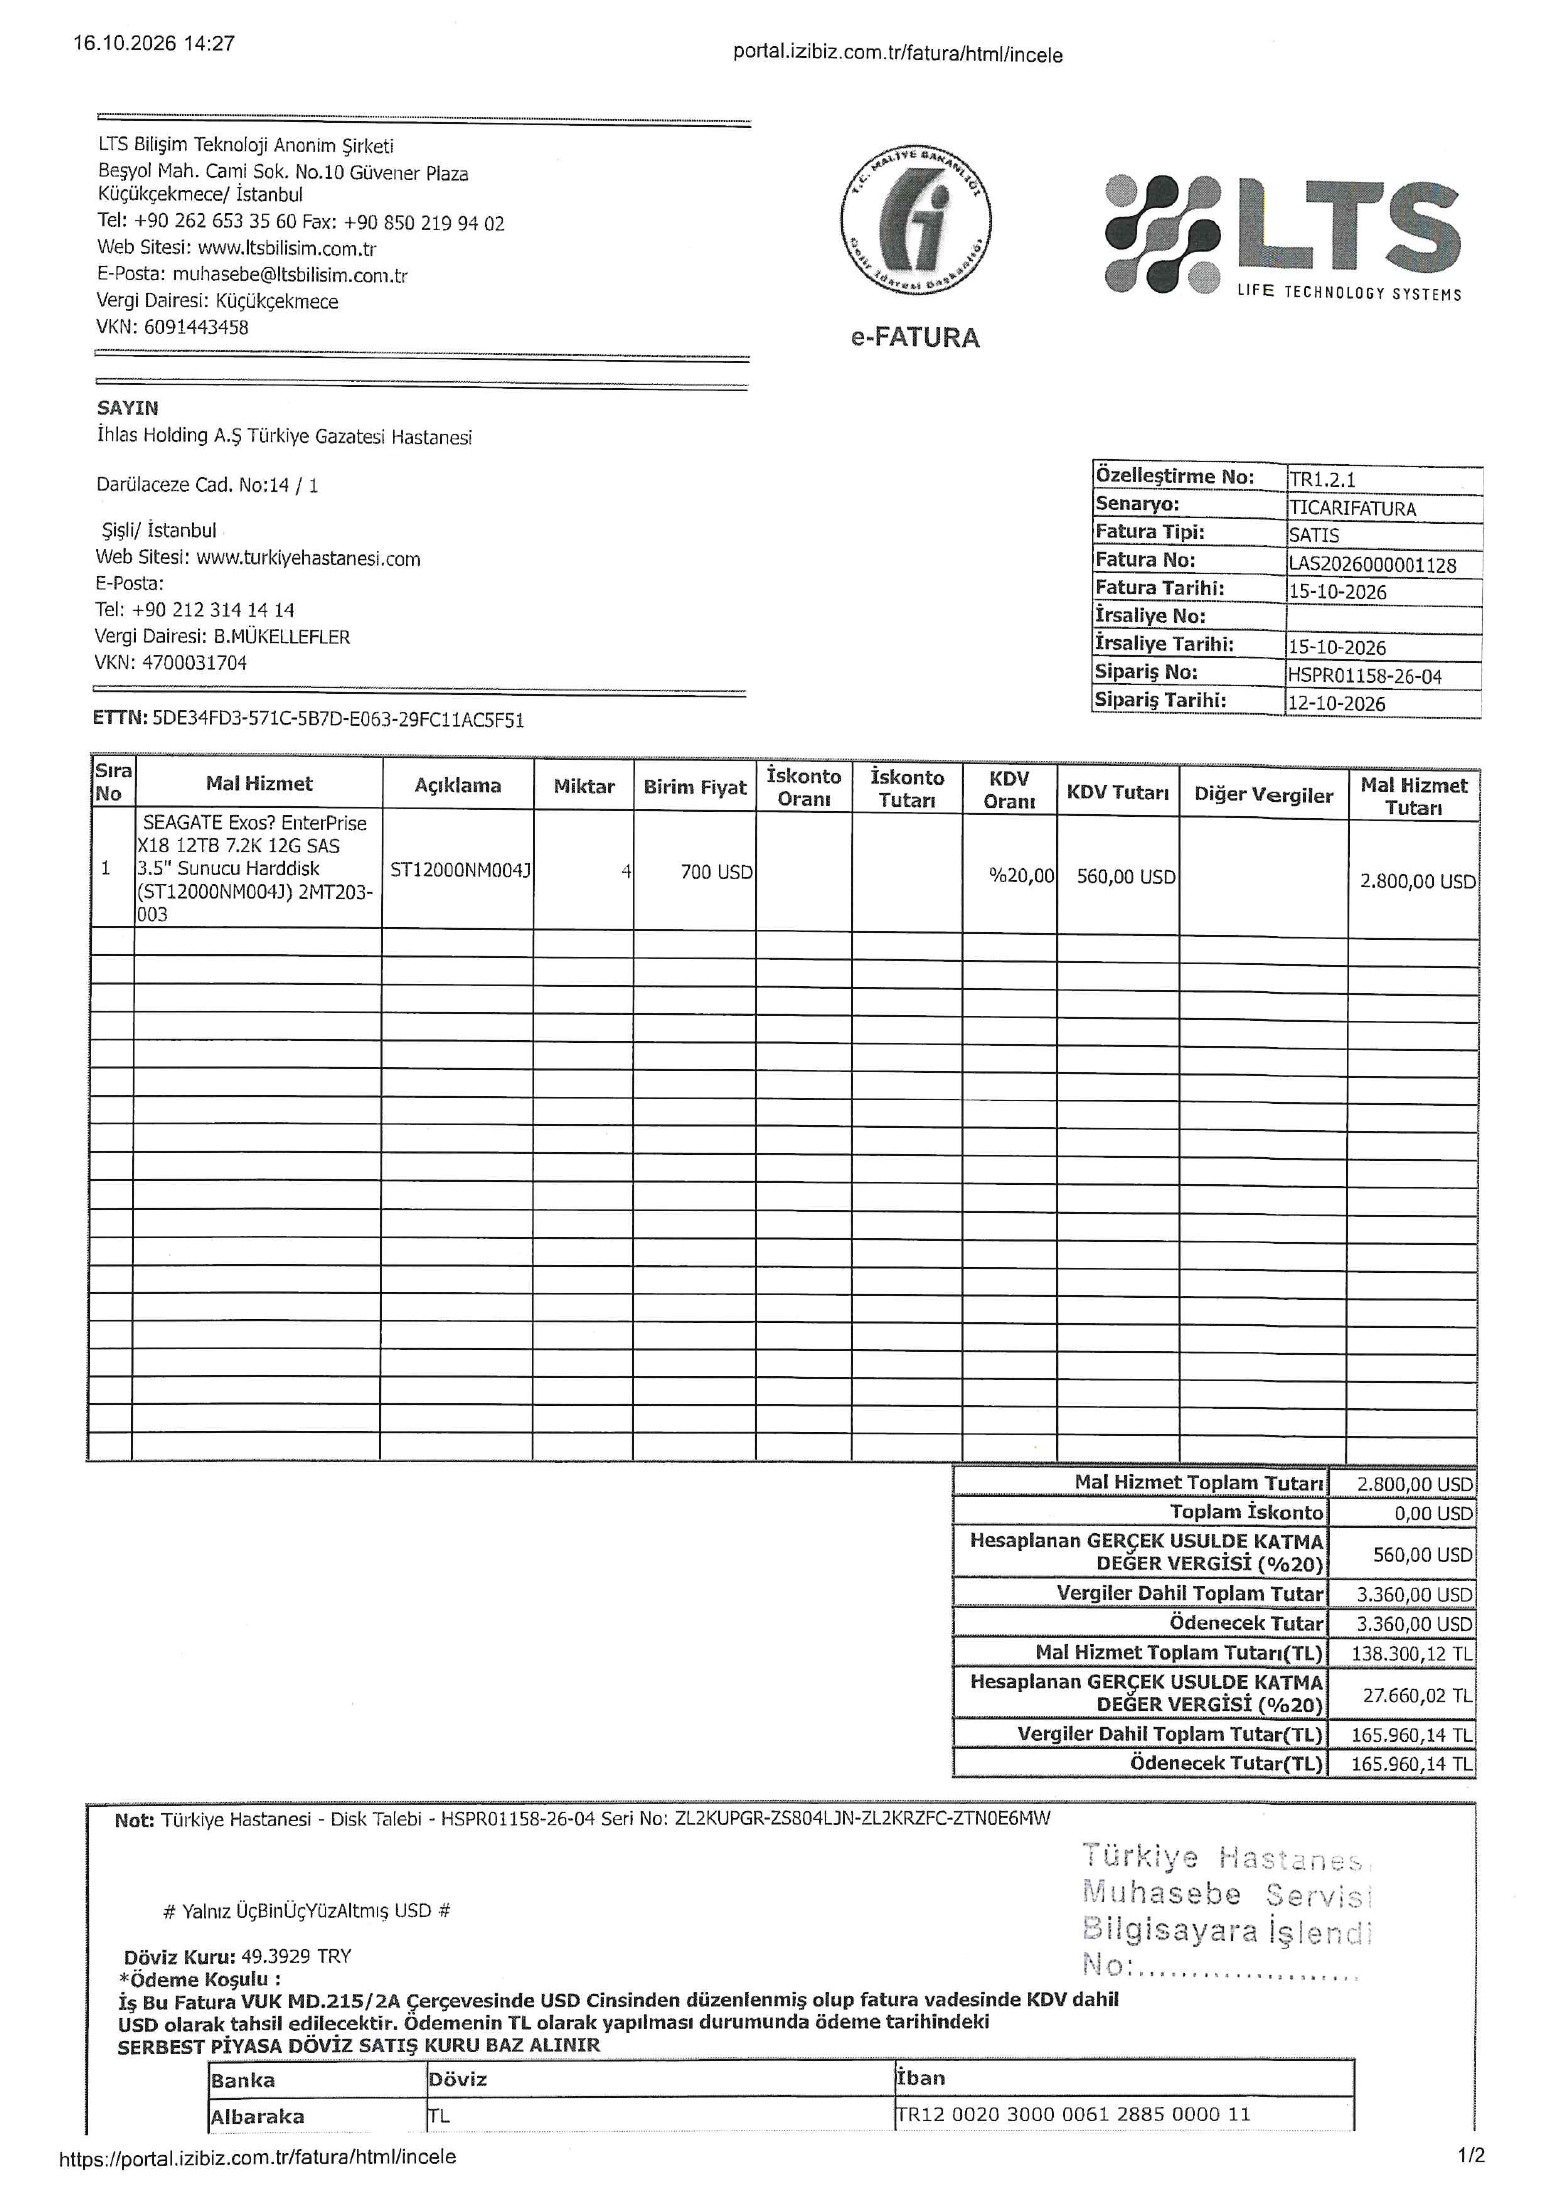 16.10.2026 14:27
portal.izibiz.com.tr/fatura/html/incele
LTS Bilişim Teknoloji Anonim Şirketi
Beşyol Mah. Cami Sok. No.10 Güvener Plaza
Küçükçekmece/ İstanbul
Tel: +90 262 653 35 60 Fax: +90 850 219 94 02
Web Sitesi: www.ltsbilisim.com.tr
E-Posta: muhasebe@ltsbilisim.com.tr
Vergi Dairesi: Küçükçekmece
VKN: 6091443458
T.C. MALİYE BAKANLIĞI
Gelir İdaresi Başkanlığı
e-FATURA
LTS
LIFE TECHNOLOGY SYSTEMS
SAYIN
İhlas Holding A.Ş Türkiye Gazatesi Hastanesi
Darülaceze Cad. No:14 / 1
Şişli/ İstanbul
Web Sitesi: www.turkiyehastanesi.com
E-Posta:
Tel: +90 212 314 14 14
Vergi Dairesi: B.MÜKELLEFLER
VKN: 4700031704
ETTN: 5DE34FD3-571C-5B7D-E063-29FC11AC5F51
Özelleştirme No: TR1.2.1
Senaryo: TICARIFATURA
Fatura Tipi: SATIS
Fatura No: LAS2026000001128
Fatura Tarihi: 15-10-2026
İrsaliye No:
İrsaliye Tarihi: 15-10-2026
Sipariş No: HSPR01158-26-04
Sipariş Tarihi: 12-10-2026
Sıra No Mal Hizmet Açıklama Miktar Birim Fiyat İskonto Oranı İskonto Tutarı KDV Oranı KDV Tutarı Diğer Vergiler Mal Hizmet Tutarı
SEAGATE Exos? EnterPrise
X18 12TB 7.2K 12G SAS
1 3.5" Sunucu Harddisk ST12000NM004J 4 700 USD %20,00 560,00 USD 2.800,00 USD
(ST12000NM004J) 2MT203-
003
Mal Hizmet Toplam Tutarı 2.800,00 USD
Toplam İskonto 0,00 USD
Hesaplanan GERÇEK USULDE KATMA
DEĞER VERGİSİ (%20) 560,00 USD
Vergiler Dahil Toplam Tutar 3.360,00 USD
Ödenecek Tutar 3.360,00 USD
Mal Hizmet Toplam Tutarı(TL) 138.300,12 TL
Hesaplanan GERÇEK USULDE KATMA
DEĞER VERGİSİ (%20) 27.660,02 TL
Vergiler Dahil Toplam Tutar(TL) 165.960,14 TL
Ödenecek Tutar(TL) 165.960,14 TL
Not: Türkiye Hastanesi - Disk Talebi - HSPR01158-26-04 Seri No: ZL2KUPGR-ZS804LJN-ZL2KRZFC-ZTN0E6MW
Türkiye Hastanes.
Muhasebe Servisi
Bilgisayara İşlendi
No:....................
# Yalnız ÜçBinÜçYüzAltmış USD #
Döviz Kuru: 49.3929 TRY
*Ödeme Koşulu :
İş Bu Fatura VUK MD.215/2A Çerçevesinde USD Cinsinden düzenlenmiş olup fatura vadesinde KDV dahil
USD olarak tahsil edilecektir. Ödemenin TL olarak yapılması durumunda ödeme tarihindeki
SERBEST PİYASA DÖVİZ SATIŞ KURU BAZ ALINIR
Banka Döviz İban
Albaraka TL TR12 0020 3000 0061 2885 0000 11
https://portal.izibiz.com.tr/fatura/html/incele
1/2